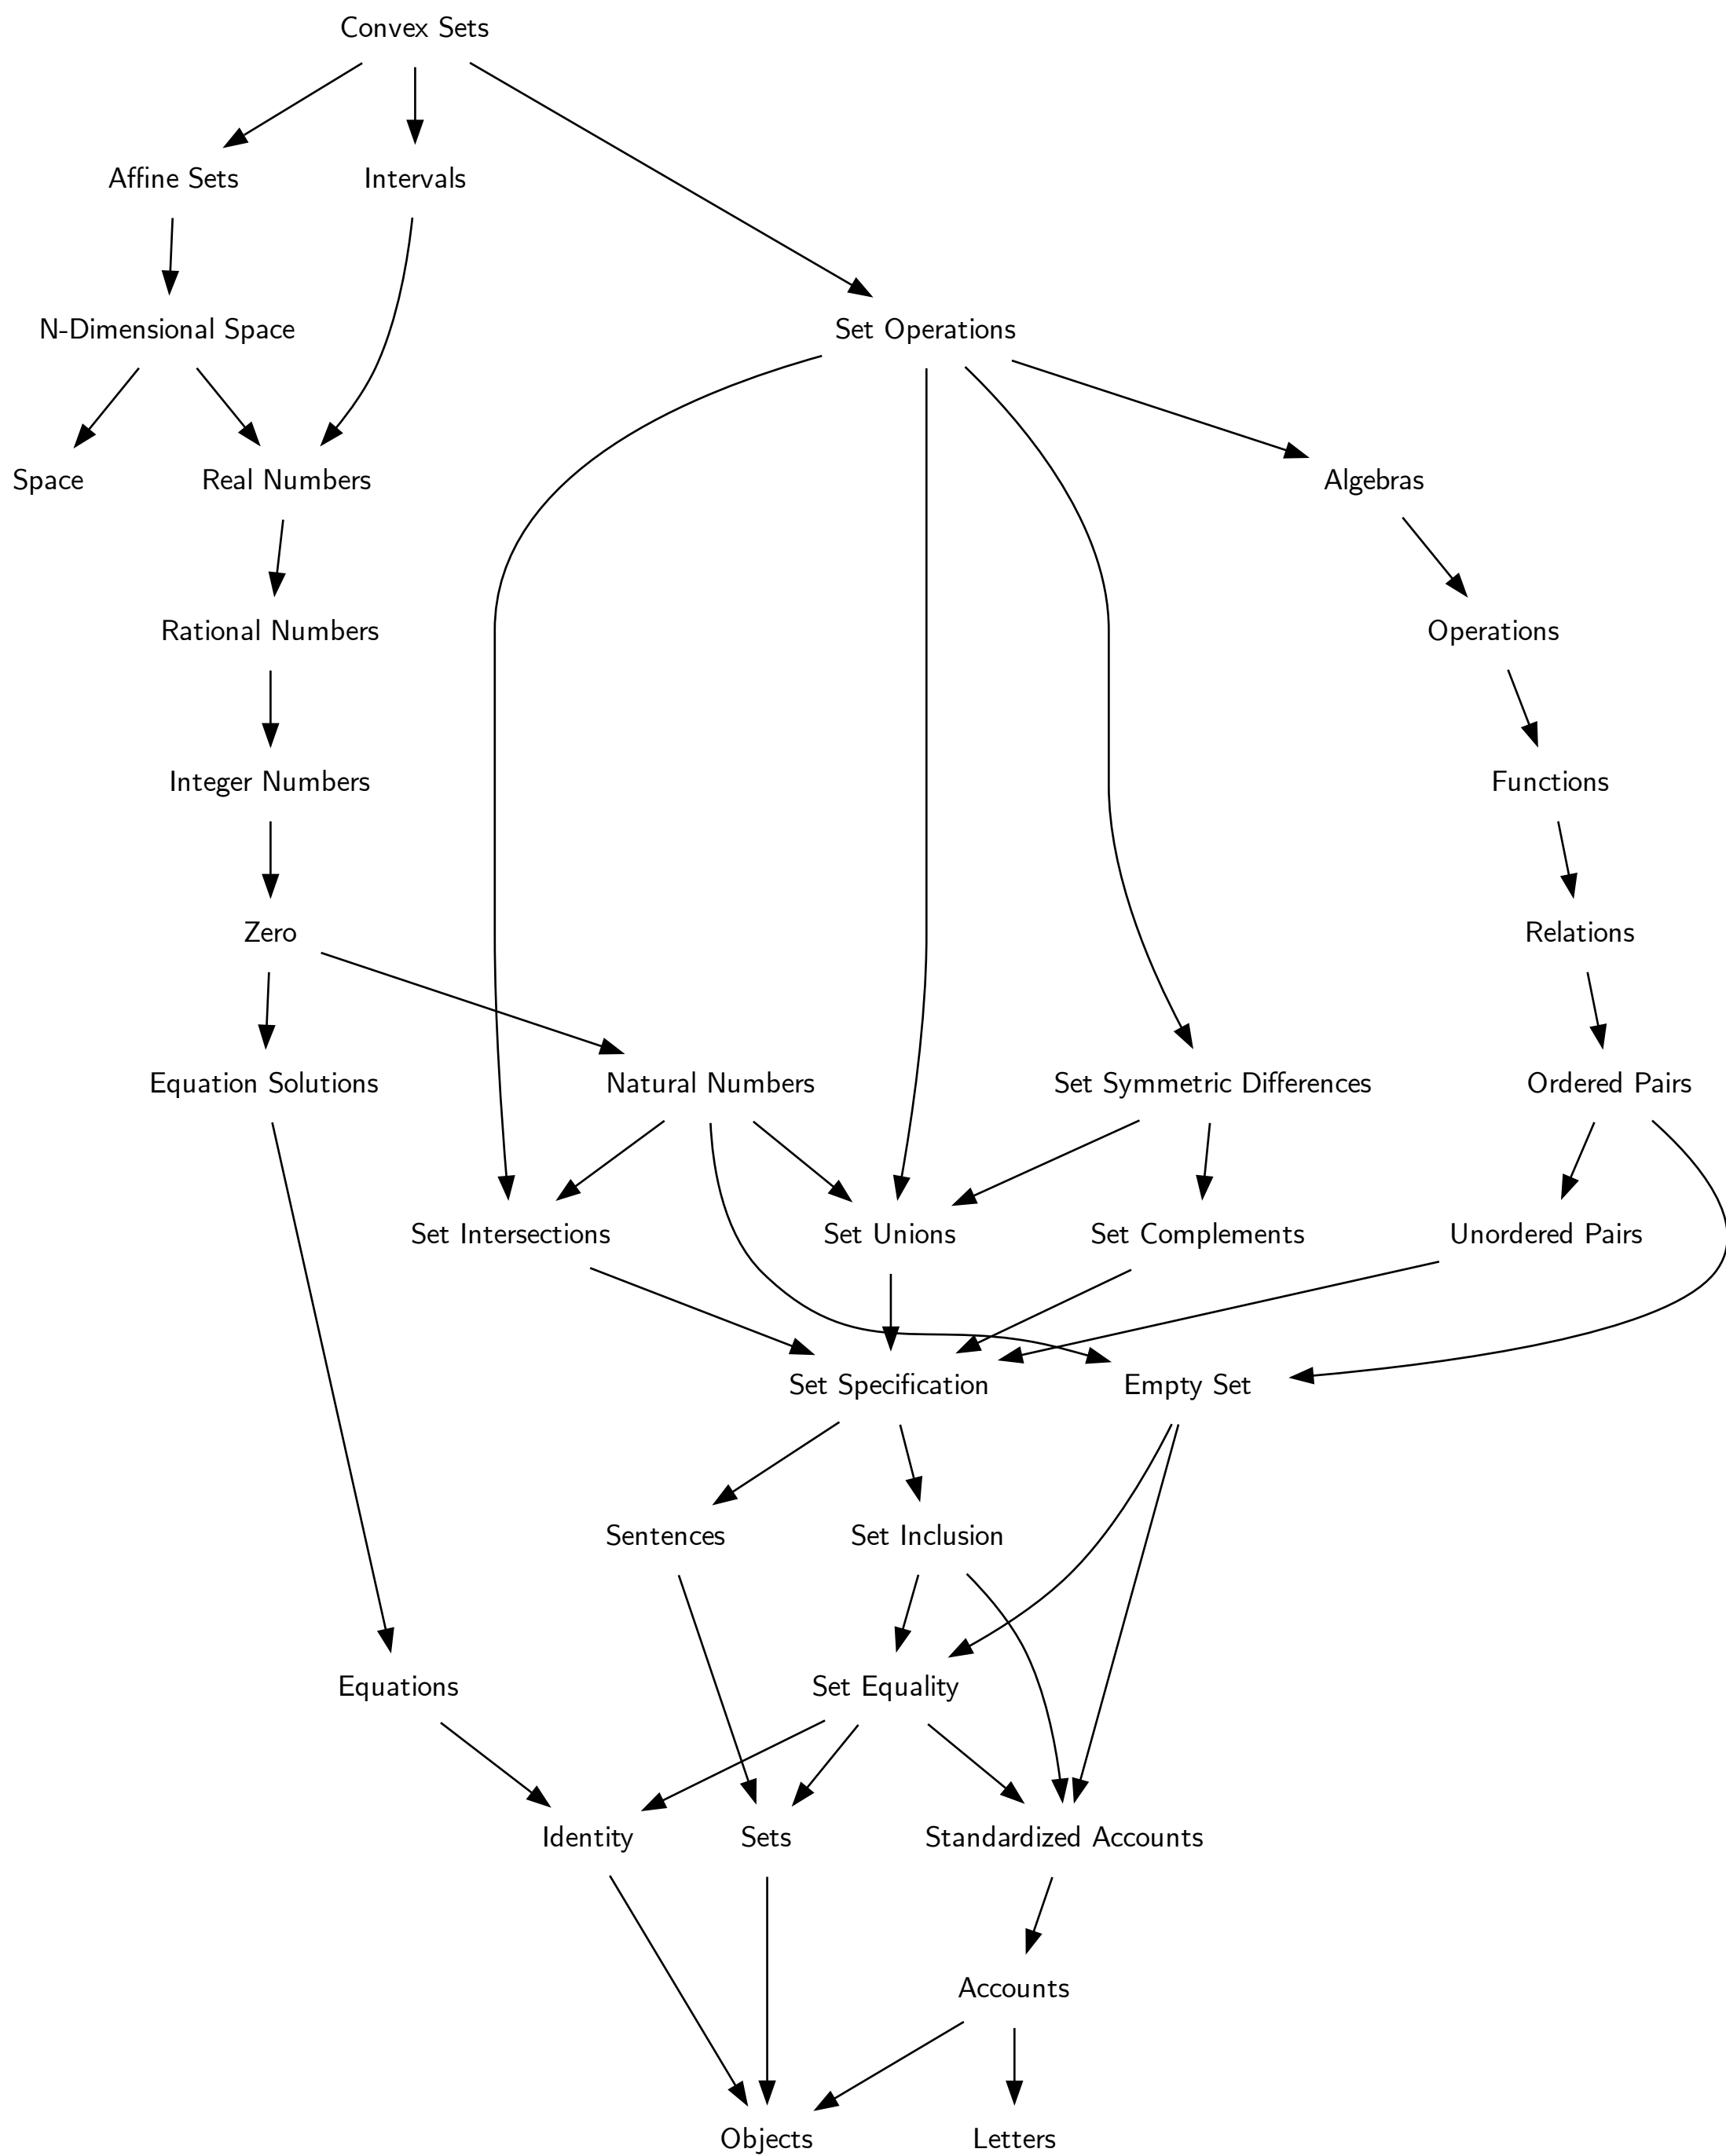 Convex Sets
Affine Sets
Intervals
N-Dimensional Space
Set Operations
Space
Real Numbers
Algebras
Rational Numbers
Operations
Integer Numbers
Functions
Zero
Relations
Equation Solutions
Natural Numbers
Set Symmetric Differences
Ordered Pairs
Set Intersections
Set Unions
Set Complements
Unordered Pairs
Set Specification
Empty Set
Sentences
Set Inclusion
Equations
Set Equality
Identity
Sets
Standardized Accounts
Accounts
Objects
Letters